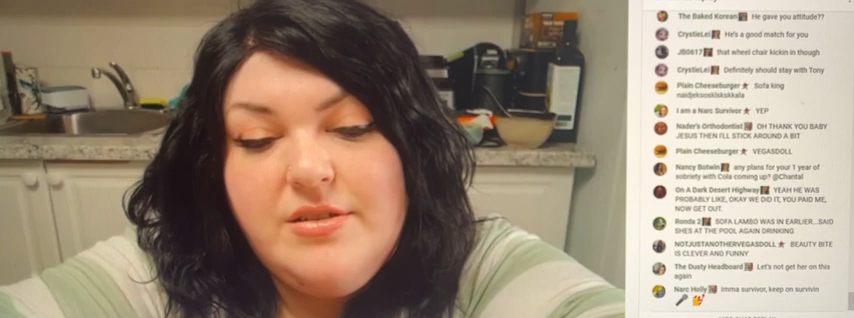 The Baked Korean He gave you attitude??
CrystieLei He's a good match for you
JB0617 that wheel chair kickin in though
CrystieLei Definitely should stay with Tony
Plain Cheeseburger Sofa king
naidjeksosklskskkala
I am a Narc Survivor YEP
Nader's Orthodontist OH THANK YOU BABY
JESUS THEN I'LL STICK AROUND A BIT
Plain Cheeseburger VEGASDOLL
Nancy Botwin any plans for your 1 year of
sobriety with Cola coming up? @Chantal
On A Dark Desert Highway YEAH HE WAS
PROBABLY LIKE, OKAY WE DID IT, YOU PAID ME,
NOW GET OUT.
Ronda 2 SOFA LAMBO WAS IN EARLIER...SAID
SHES AT THE POOL AGAIN DRINKING
NOTJUSTANOTHERVEGASDOLL BEAUTY BITE
IS CLEVER AND FUNNY
The Dusty Headboard Let's not get her on this
again
Narc Holly Imma survivor, keep on survivin